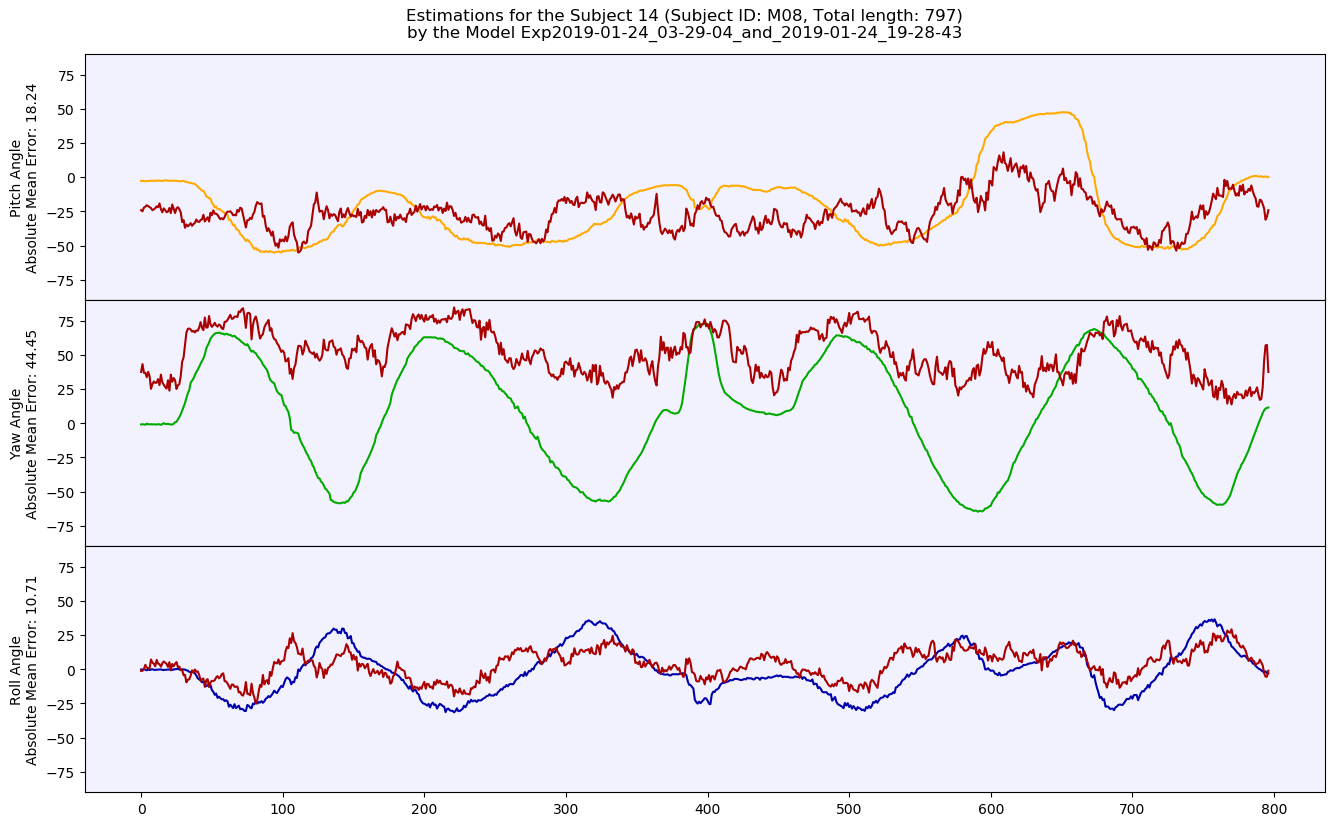 Estimations for the Subject 14 (Subject ID: M08, Total length: 797)
by the Model Exp2019-01-24_03-29-04_and_2019-01-24_19-28-43
Pitch Angle
Absolute Mean Error: 18.24
75
50
25
0
−25
−50
−75
Yaw Angle
Absolute Mean Error: 44.45
75
50
25
0
−25
−50
−75
Roll Angle
Absolute Mean Error: 10.71
75
50
25
0
−25
−50
−75
0 100 200 300 400 500 600 700 800